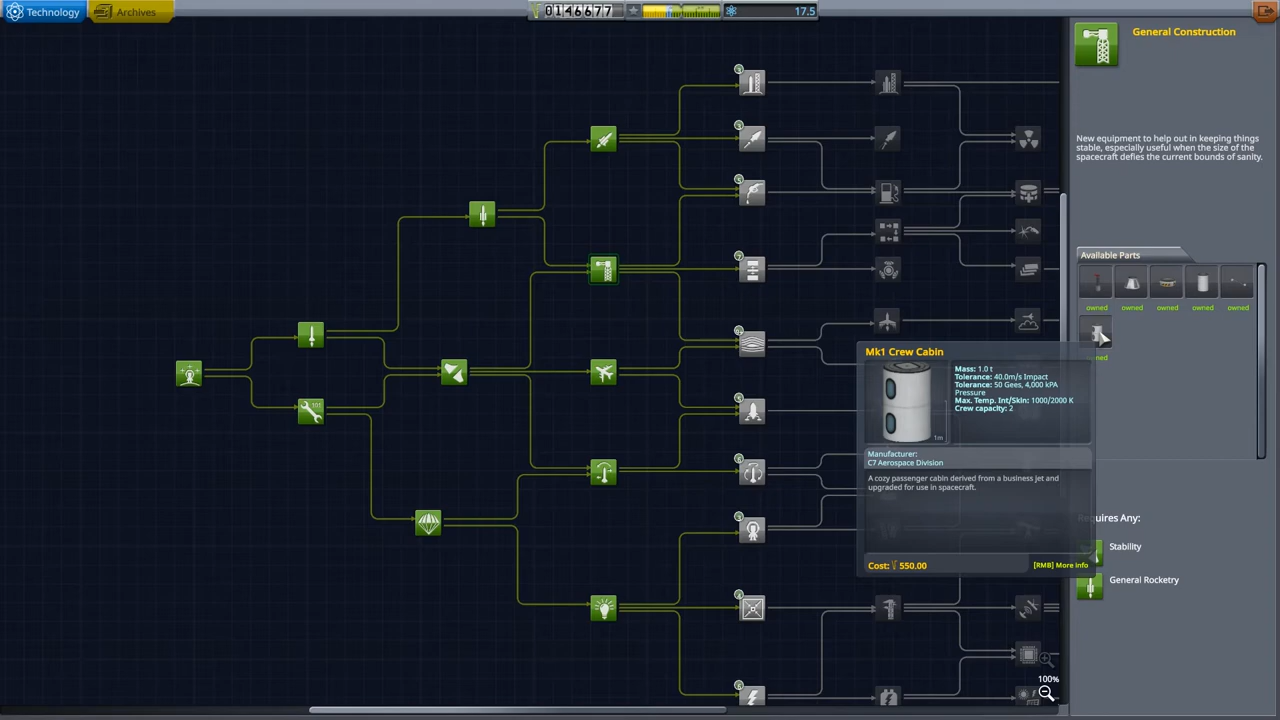 Technology
Archives
0146677
17.5
General Construction
New equipment to help out in keeping things
stable, especially useful when the size of the
spacecraft defies the current bounds of sanity.
Available Parts
owned
owned
owned
owned
owned
Mk1 Crew Cabin
Mass: 1.0 t
Tolerance: 40.0m/s Impact
Tolerance: 50 Gees, 4,000 kPa
Pressure
Max. Temp. Int/Skin: 1000/2000 K
Crew capacity: 2
1m
Manufacturer:
C7 Aerospace Division
A cozy passenger cabin derived from a business jet and
upgraded for use in spacecraft.
Cost: 550.00
[RMB] More info
Requires Any:
Stability
General Rocketry
100%